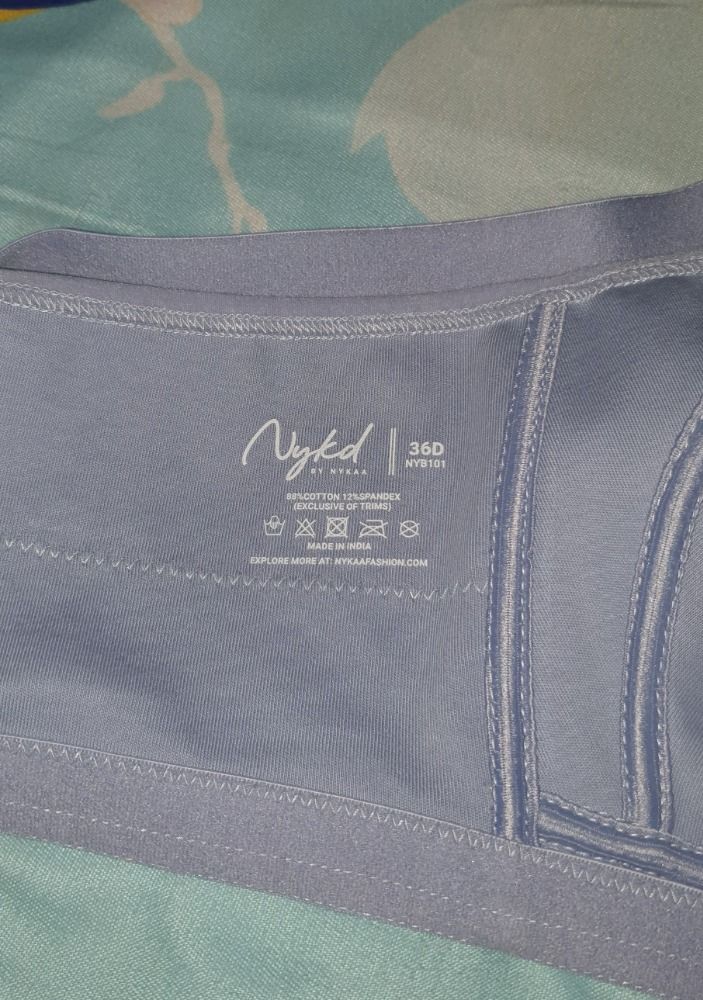 Nykd
BY NYKAA
36D
NYB101
88%COTTON 12%SPANDEX
(EXCLUSIVE OF TRIMS)
MADE IN INDIA
EXPLORE MORE AT: NYKAAFASHION.COM